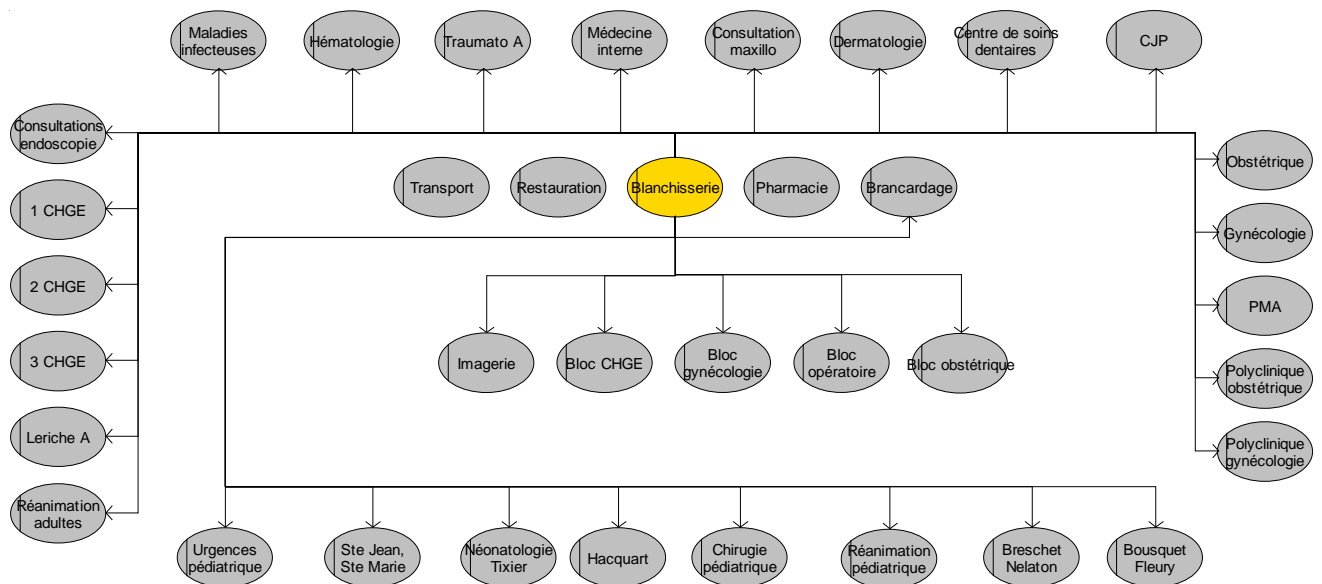 Maladies
infecteuses
Hématologie
Traumato A
Médecine
interne
Consultation
maxillo
Dermatologie
Centre de soins
dentaires
CJP
Consultations
endoscopie
1 CHGE
2 CHGE
3 CHGE
Leriche A
Réanimation
adultes
Transport
Restauration
Blanchisserie
Pharmacie
Brancardage
Imagerie
Bloc CHGE
Bloc
gynécologie
Bloc
opératoire
Bloc obstétrique
Obstétrique
Gynécologie
PMA
Polyclinique
obstétrique
Polyclinique
gynécologie
Urgences
pédiatrique
Ste Jean,
Ste Marie
Néonatologie
Tixier
Hacquart
Chirugie
pédiatrique
Réanimation
pédiatrique
Breschet
Nelaton
Bousquet
Fleury